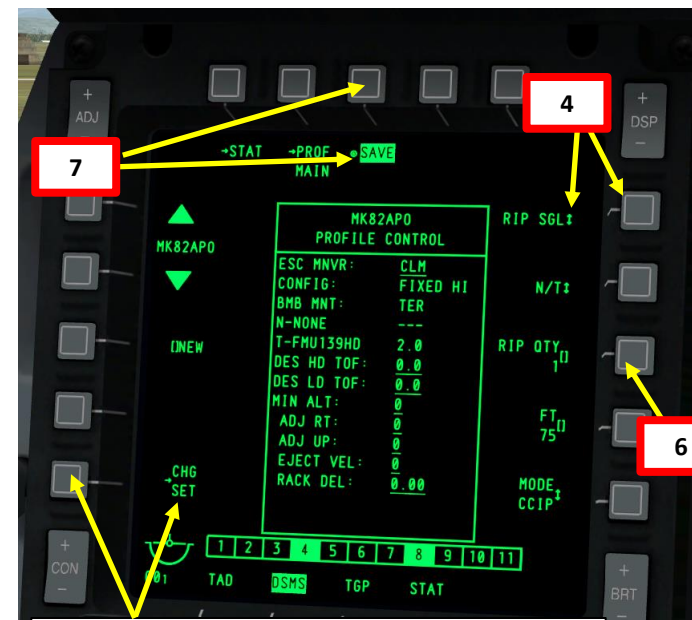 +
ADJ
-
+
DSP
-
4
7
→STAT →PROF SAVE
MAIN
MK82APO
PROFILE CONTROL
RIP SGL↕
MK82APO
ESC MNVR: CLM
CONFIG: FIXED HI
N/T↕
BMB MNT: TER
N-NONE ---
[]NEW
T-FMU139HD 2.0
RIP QTY[]
1
DES HD TOF: 0.0
DES LD TOF: 0.0
MIN ALT: 0
ADJ RT: 0
FT[]
75
ADJ UP: 0
6
EJECT VEL: 0
RACK DEL: 0.00
→CHG
SET
MODE↕
CCIP
1 2 3 4 5 6 7 8 9 10 11
+
CON
-
TAD DSMS TGP STAT
+
BRT
-